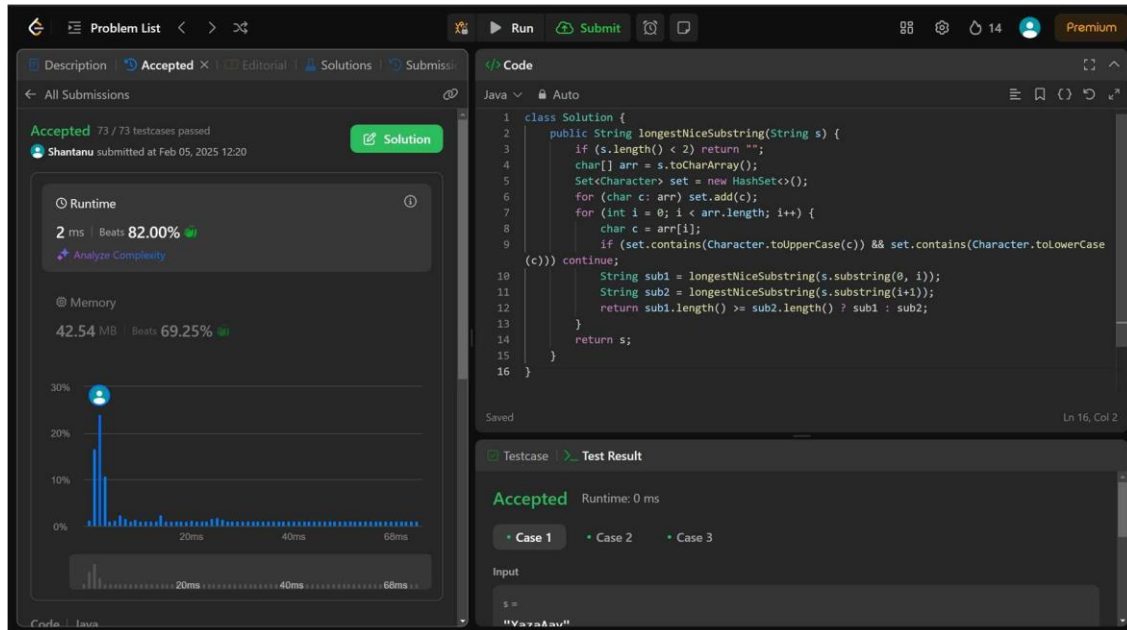 Problem List
Run
Submit
14
Premium
Description
Accepted
Editorial
Solutions
Submissi
All Submissions
Accepted 73 / 73 testcases passed
Shantanu submitted at Feb 05, 2025 12:20
Solution
Runtime
2 ms Beats 82.00%
Analyze Complexity
Memory
42.54 MB Beats 69.25%
30%
20%
10%
0%
20ms 40ms 68ms
20ms 40ms 68ms
Code Java
</> Code
Java Auto
1 class Solution {
2 public String longestNiceSubstring(String s) {
3 if (s.length() < 2) return "";
4 char[] arr = s.toCharArray();
5 Set<Character> set = new HashSet<>();
6 for (char c: arr) set.add(c);
7 for (int i = 0; i < arr.length; i++) {
8 char c = arr[i];
9 if (set.contains(Character.toUpperCase(c)) && set.contains(Character.toLowerCase
(c))) continue;
10 String sub1 = longestNiceSubstring(s.substring(0, i));
11 String sub2 = longestNiceSubstring(s.substring(i+1));
12 return sub1.length() >= sub2.length() ? sub1 : sub2;
13 }
14 return s;
15 }
16 }
Saved
Ln 16, Col 2
Testcase
Test Result
Accepted Runtime: 0 ms
Case 1 Case 2 Case 3
Input
s =
"YazaAay"